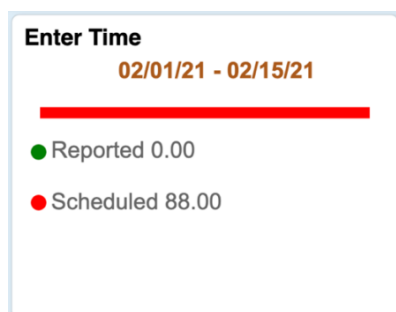 Enter Time
02/01/21 - 02/15/21
Reported 0.00
Scheduled 88.00